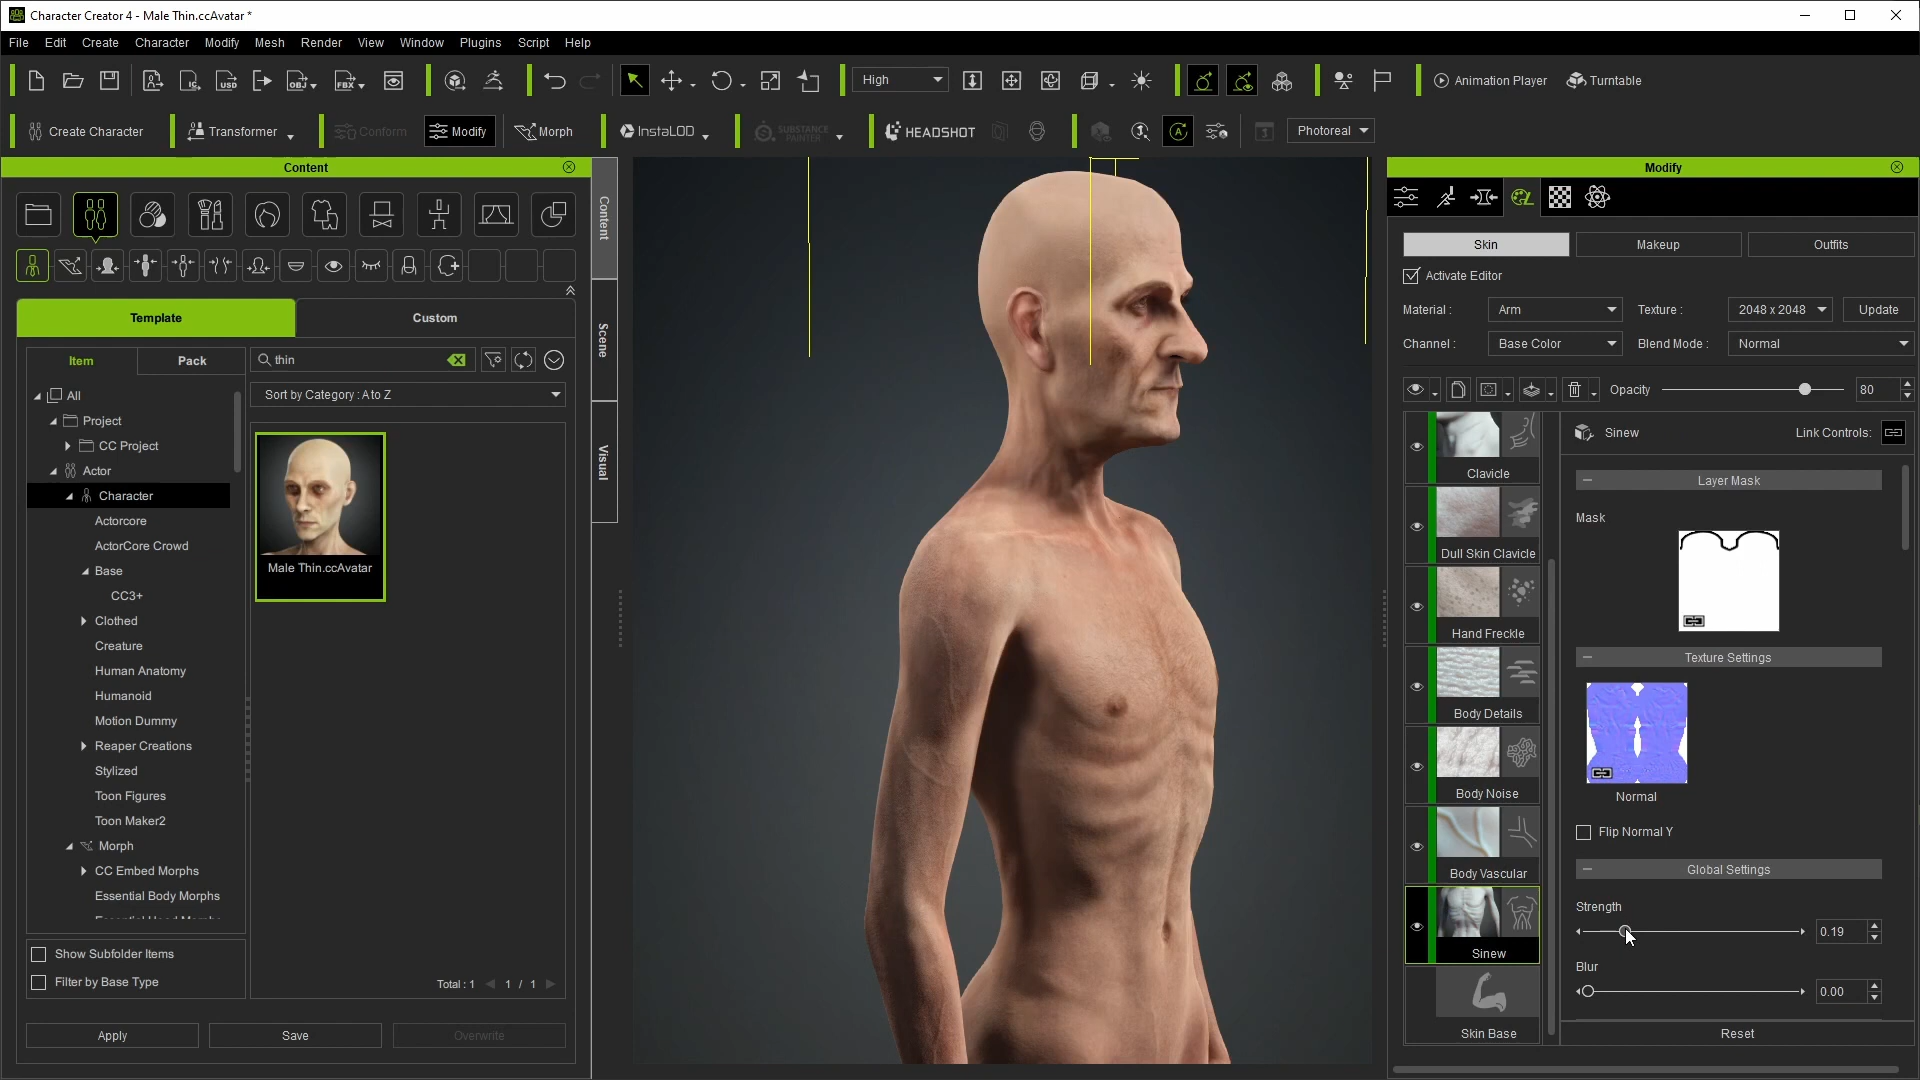 Character Creator 4 - Male Thin.ccAvatar *
File Edit Create Character Modify Mesh Render View Window Plugins Script Help
High
Animation Player
Turntable
Create Character
Transformer
Conform
Modify
Morph
InstaLOD
SUBSTANCE PAINTER
HEADSHOT
Photoreal
Content
Template
Custom
Item
Pack
thin
Sort by Category : A to Z
All
Project
CC Project
Actor
Character
Actorcore
ActorCore Crowd
Base
CC3+
Clothed
Creature
Human Anatomy
Humanoid
Motion Dummy
Reaper Creations
Stylized
Toon Figures
Toon Maker2
Morph
CC Embed Morphs
Essential Body Morphs
Essential Head Morphs
Male Thin.ccAvatar
Show Subfolder Items
Filter by Base Type
Total : 1
1 / 1
Apply
Save
Overwrite
Content
Scene
Visual
Modify
Skin
Makeup
Outfits
Activate Editor
Material :
Arm
Texture :
2048 x 2048
Update
Channel :
Base Color
Blend Mode :
Normal
Opacity
80
Clavicle
Dull Skin Clavicle
Hand Freckle
Body Details
Body Noise
Body Vascular
Sinew
Skin Base
Sinew
Link Controls:
Layer Mask
Mask
Texture Settings
Normal
Flip Normal Y
Global Settings
Strength
0.19
Blur
0.00
Reset